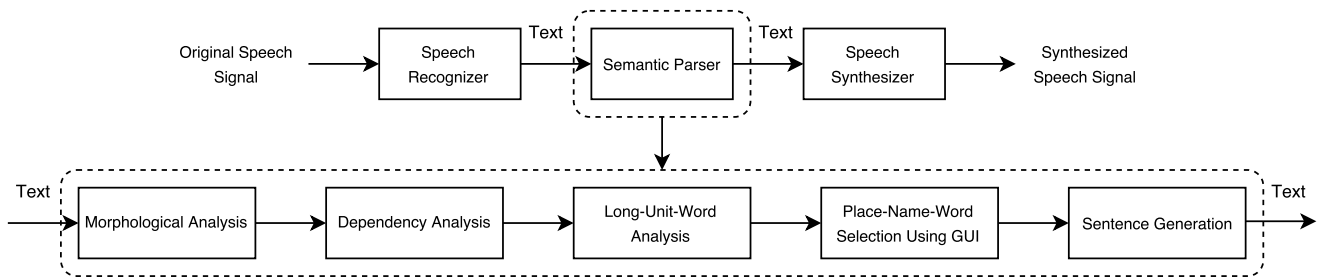 Original Speech
Signal
Speech
Recognizer
Text
Semantic Parser
Text
Speech
Synthesizer
Synthesized
Speech Signal
Text
Morphological Analysis
Dependency Analysis
Long-Unit-Word
Analysis
Place-Name-Word
Selection Using GUI
Sentence Generation
Text